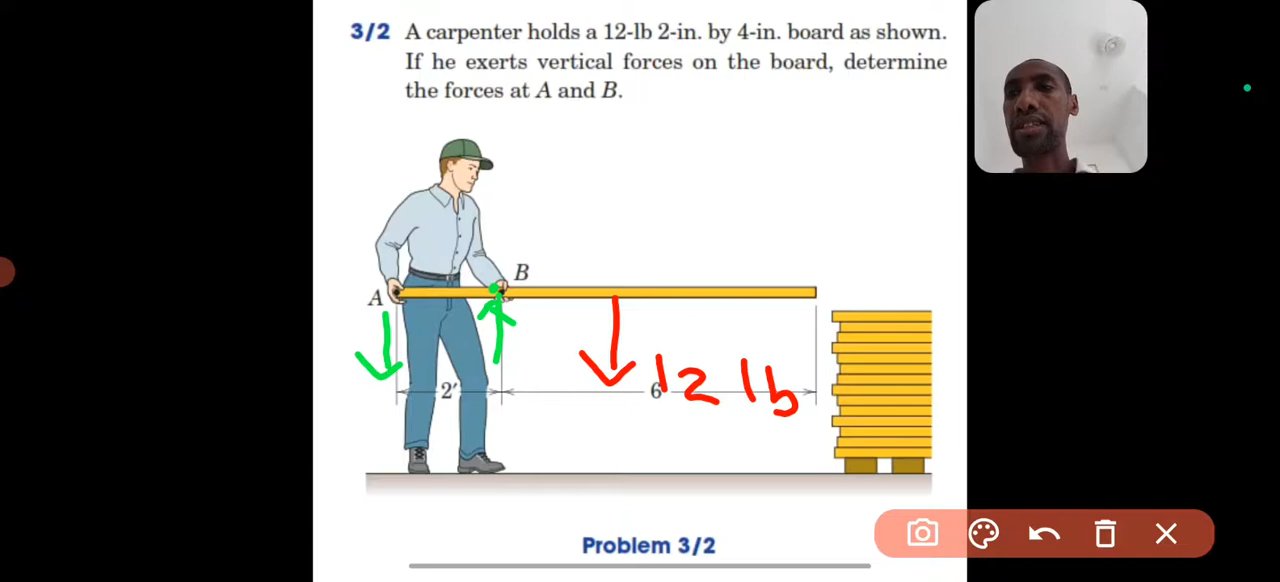 3/2 A carpenter holds a 12-lb 2-in. by 4-in. board as shown.
If he exerts vertical forces on the board, determine
the forces at A and B.
B
A
12 lb
2'
6
Problem 3/2